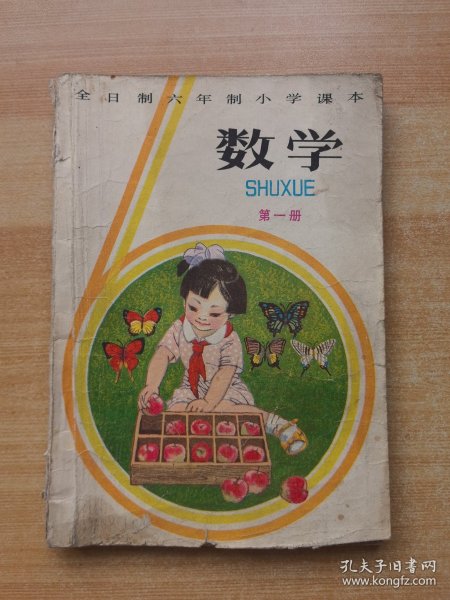 全日制六年制小学课本
数学
SHUXUE
第一册
孔夫子旧书网
www.kongfz.com